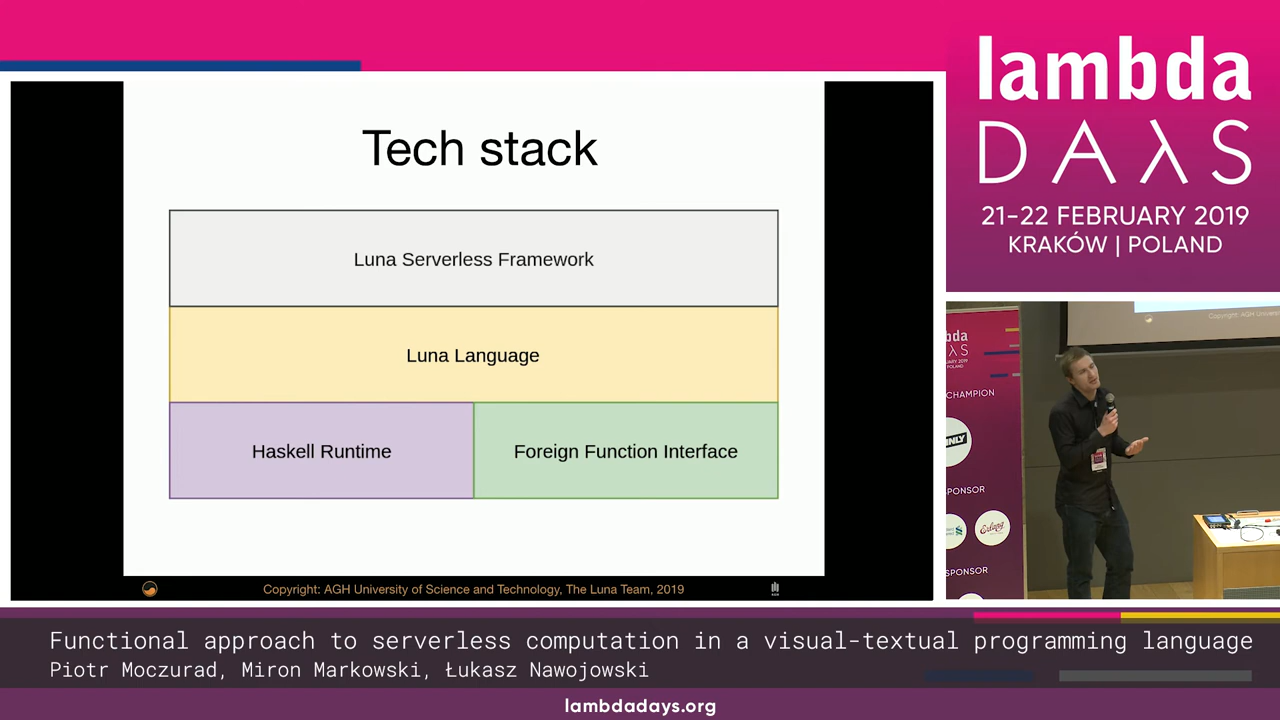 lambda
DAλS
21-22 FEBRUARY 2019
KRAKÓW | POLAND
Tech stack
Luna Serverless Framework
Luna Language
Haskell Runtime
Foreign Function Interface
Copyright: AGH University of Science and Technology, The Luna Team, 2019
AGH
CHAMPION
SPONSOR
Erlang
SPONSOR
Functional approach to serverless computation in a visual-textual programming language
Piotr Moczurad, Miron Markowski, Łukasz Nawojowski
lambdadays.org